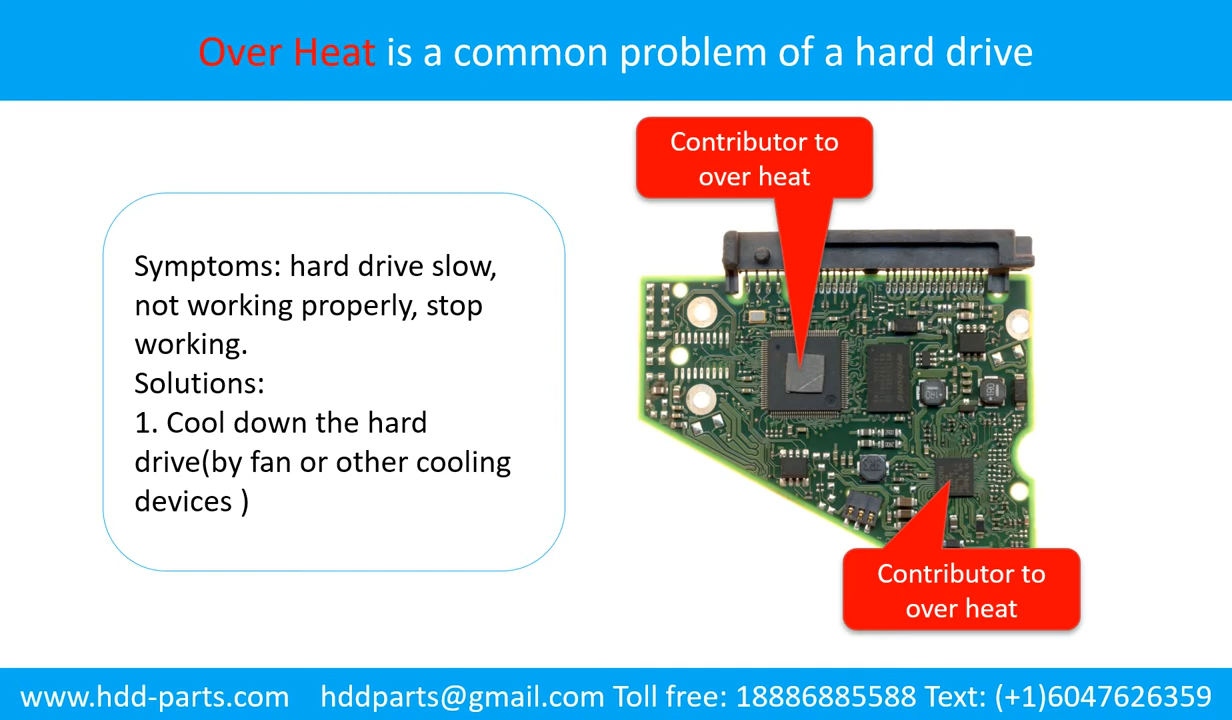 Over Heat is a common problem of a hard drive
Contributor to
over heat
Symptoms: hard drive slow,
not working properly, stop
working.
Solutions:
1. Cool down the hard
drive(by fan or other cooling
devices )
Contributor to
over heat
www.hdd-parts.com hddparts@gmail.com Toll free: 18886885588 Text: (+1)6047626359